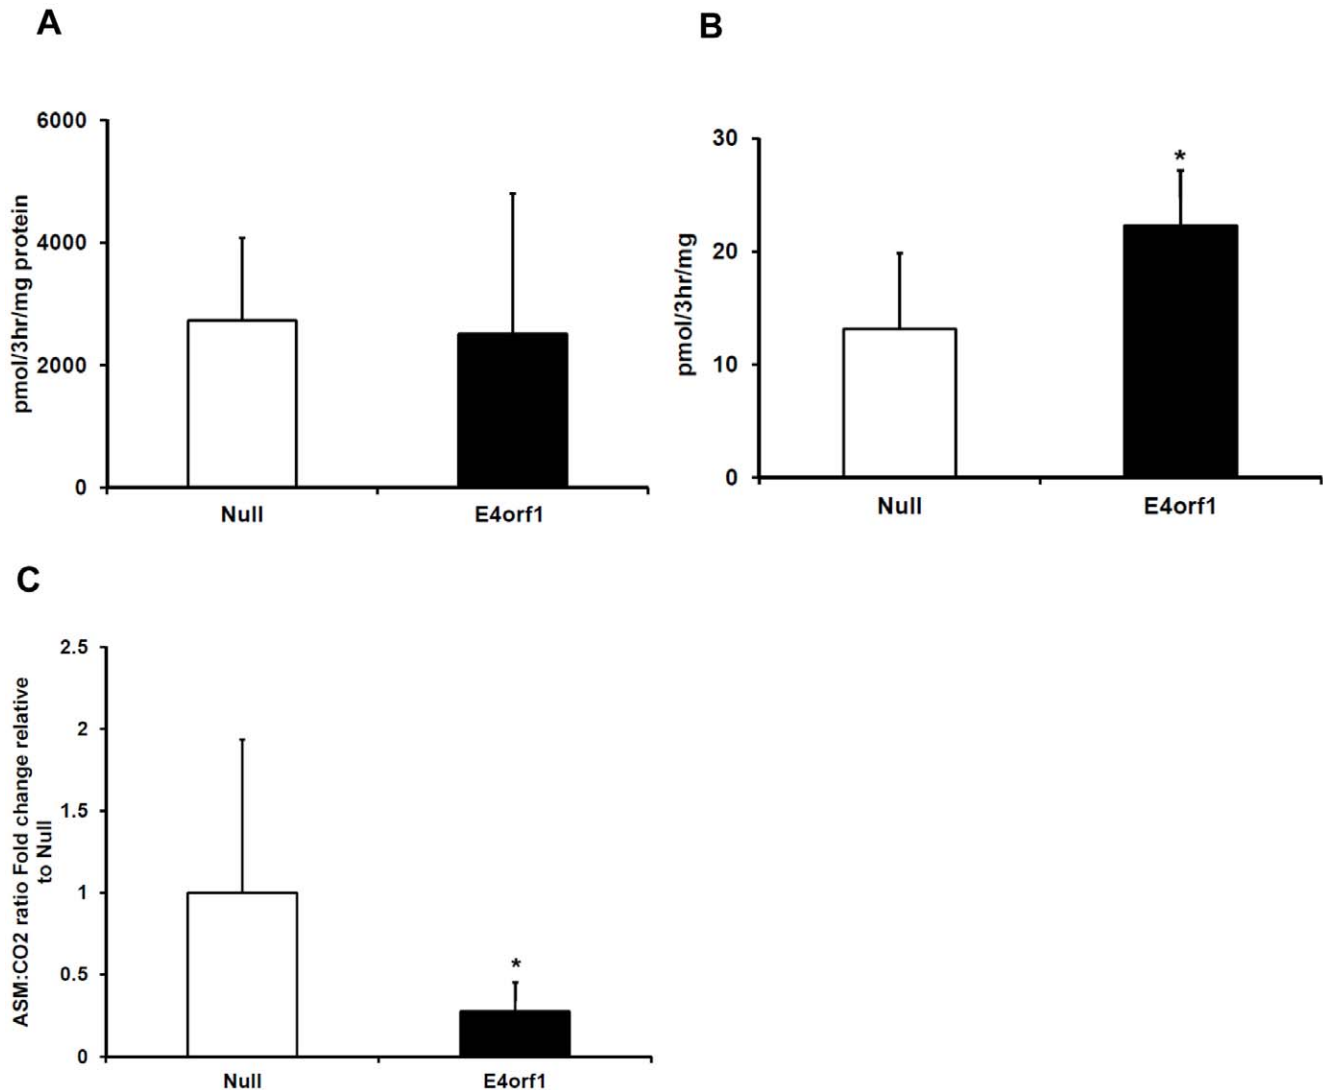 A
pmol/3hr/mg protein
6000
4000
2000
0
Null
E4orf1
B
pmol/3hr/mg
30
*
20
10
0
Null
E4orf1
C
ASM:CO2 ratio Fold change relative
to Null
2.5
2
1.5
1
0.5
*
0
Null
E4orf1